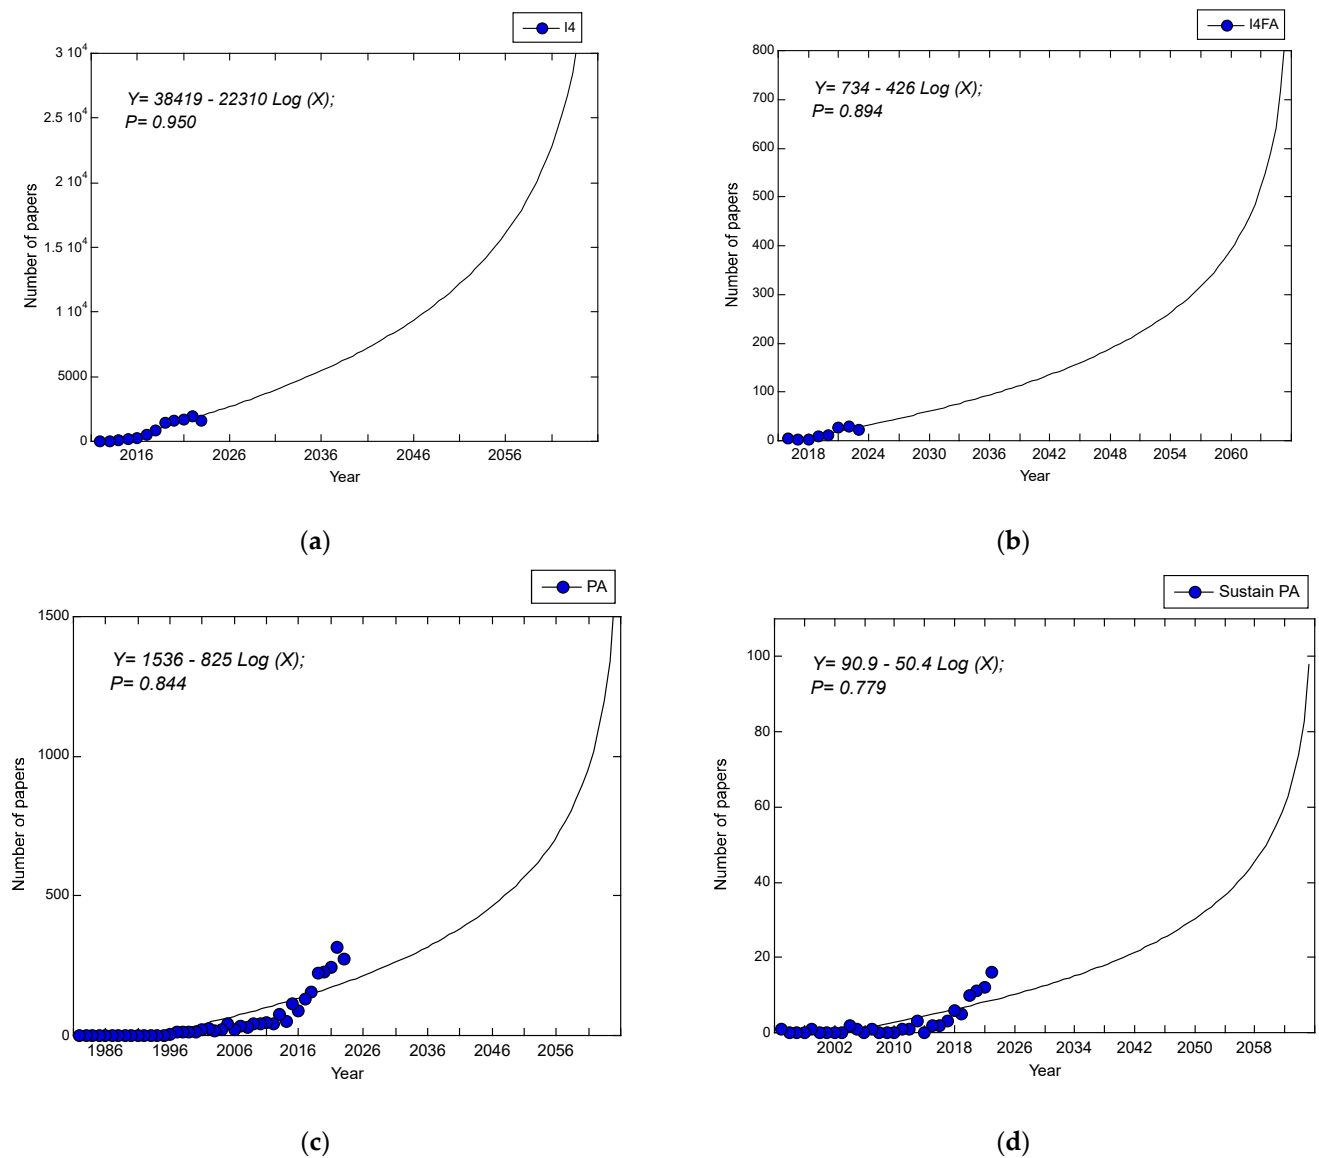 I4
3 10^4
2.5 10^4
2 10^4
1.5 10^4
1 10^4
5000
0
Number of papers
Y= 38419 - 22310 Log (X);
P= 0.950
2016 2026 2036 2046 2056
Year
(a)
I4FA
800
700
600
500
400
300
200
100
0
Number of papers
Y= 734 - 426 Log (X);
P= 0.894
2018 2024 2030 2036 2042 2048 2054 2060
Year
(b)
PA
1500
1000
500
0
Number of papers
Y= 1536 - 825 Log (X);
P= 0.844
1986 1996 2006 2016 2026 2036 2046 2056
Year
(c)
Sustain PA
100
80
60
40
20
0
Number of papers
Y= 90.9 - 50.4 Log (X);
P= 0.779
2002 2010 2018 2026 2034 2042 2050 2058
Year
(d)